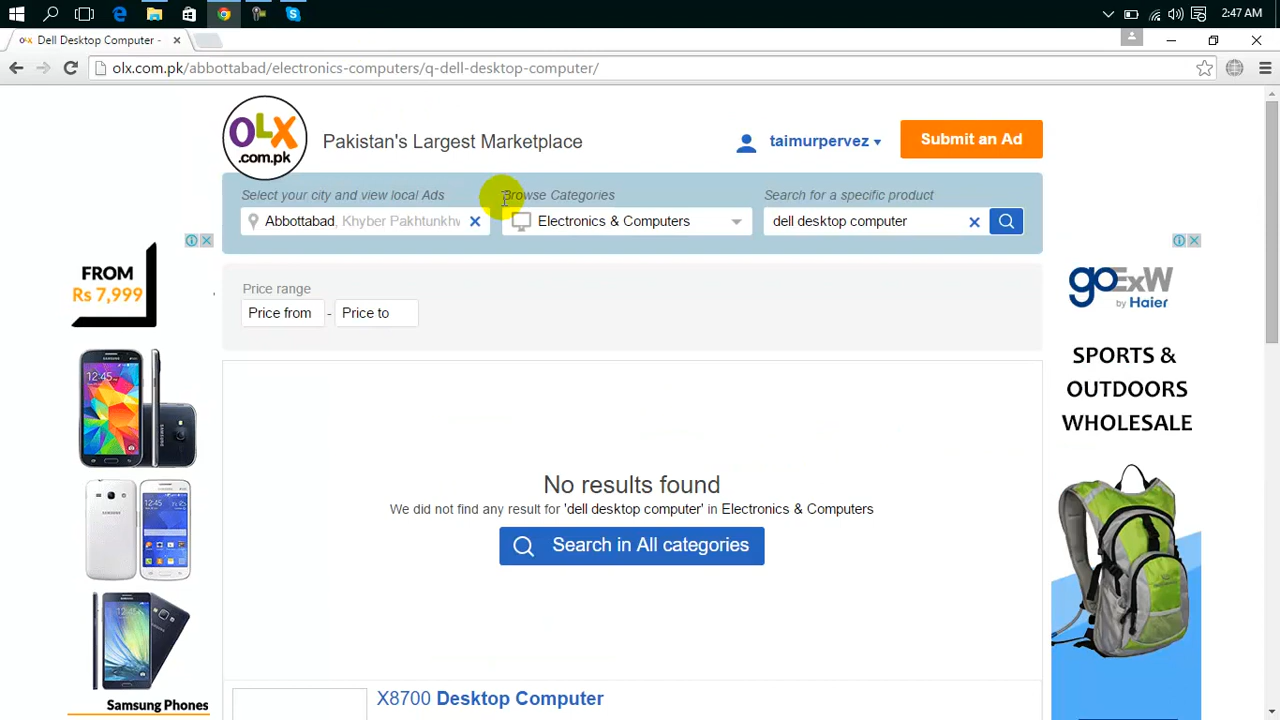 2:47 AM
Dell Desktop Computer -
olx.com.pk/abbottabad/electronics-computers/q-dell-desktop-computer/
OLX
.com.pk
Pakistan's Largest Marketplace
taimurpervez
Submit an Ad
Select your city and view local Ads
Browse Categories
Search for a specific product
Abbottabad, Khyber Pakhtunkhw
Electronics & Computers
dell desktop computer
Price range
Price from - Price to
FROM
Rs 7,999
12:45
12:45
Samsung Phones
goExW
by Haier
SPORTS &
OUTDOORS
WHOLESALE
No results found
We did not find any result for 'dell desktop computer' in Electronics & Computers
Search in All categories
X8700 Desktop Computer